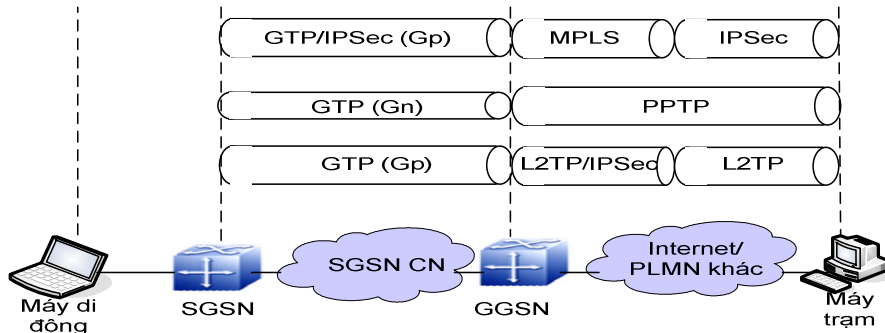 GTP/IPSec (Gp) MPLS IPSec
GTP (Gn) PPTP
GTP (Gp) L2TP/IPSec L2TP
SGSN CN
Internet/
PLMN khác
Máy di
đông
SGSN
GGSN
Máy
trạm